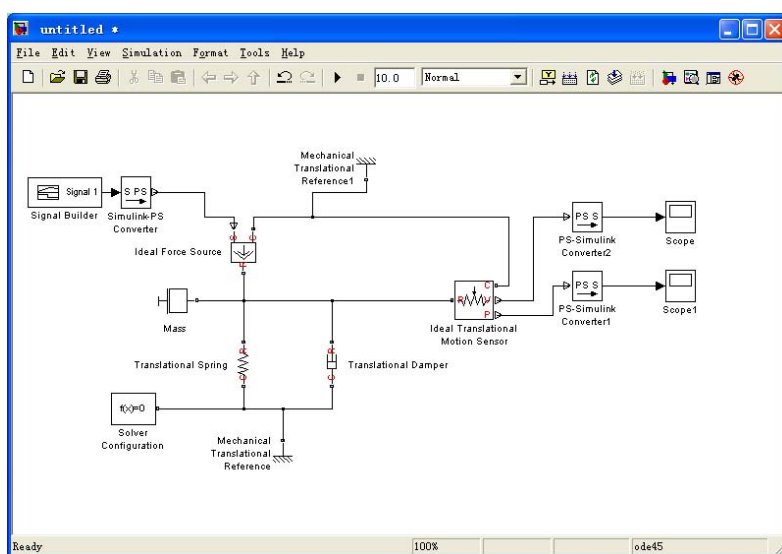 untitled *
File Edit View Simulation Format Tools Help
10.0 Normal
Mechanical
Translational
Reference1
Signal 1
Signal Builder
S PS
Simulink-PS
Converter
S
C
Ideal Force Source
R
Mass
R
C
V
P
Ideal Translational
Motion Sensor
PS S
PS-Simulink
Converter2
Scope
PS S
PS-Simulink
Converter1
Scope1
R
Translational Spring
C
R
Translational Damper
C
f(x)=0
Solver
Configuration
Mechanical
Translational
Reference
Ready 100% ode45